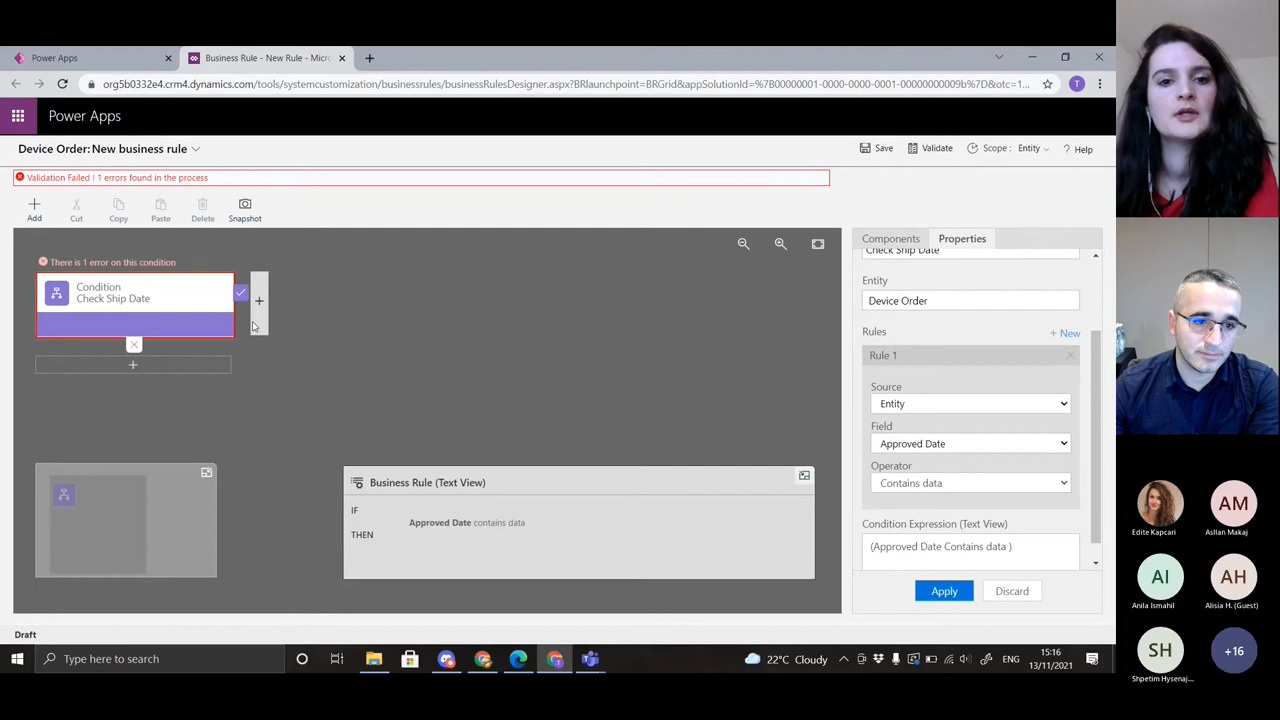 Power Apps
Business Rule - New Rule - Micro
org5b0332e4.crm4.dynamics.com/tools/systemcustomization/businessrules/businessRulesDesigner.aspx?BRlaunchpoint=BRGrid&appSolutionId=%7B00000001-0000-0000-0001-00000000009b%7D&otc=1...
T
Power Apps
Device Order: New business rule
Save
Validate
Scope :
Entity
? Help
Validation Failed ! 1 errors found in the process
Add
Cut
Copy
Paste
Delete
Snapshot
There is 1 error on this condition
Condition
Check Ship Date
Business Rule (Text View)
IF
Approved Date contains data
THEN
Components
Properties
Check Ship Date
Entity
Device Order
Rules
+ New
Rule 1
Source
Entity
Field
Approved Date
Operator
Contains data
Condition Expression (Text View)
(Approved Date Contains data )
Apply
Discard
Draft
Type here to search
22°C Cloudy
ENG
15:16
13/11/2021
Edite Kapcari
AM
Asllan Makaj
AI
Anila Ismahil
AH
Alisia H. (Guest)
SH
Shpetim Hysenaj...
+16